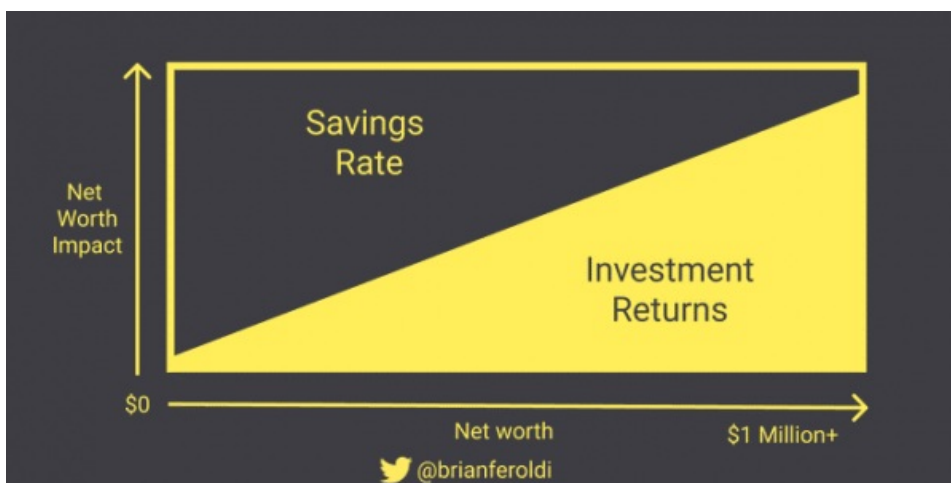 Savings
Rate
Net
Worth
Impact
Investment
Returns
$0
Net worth
$1 Million+
@brianferoldi